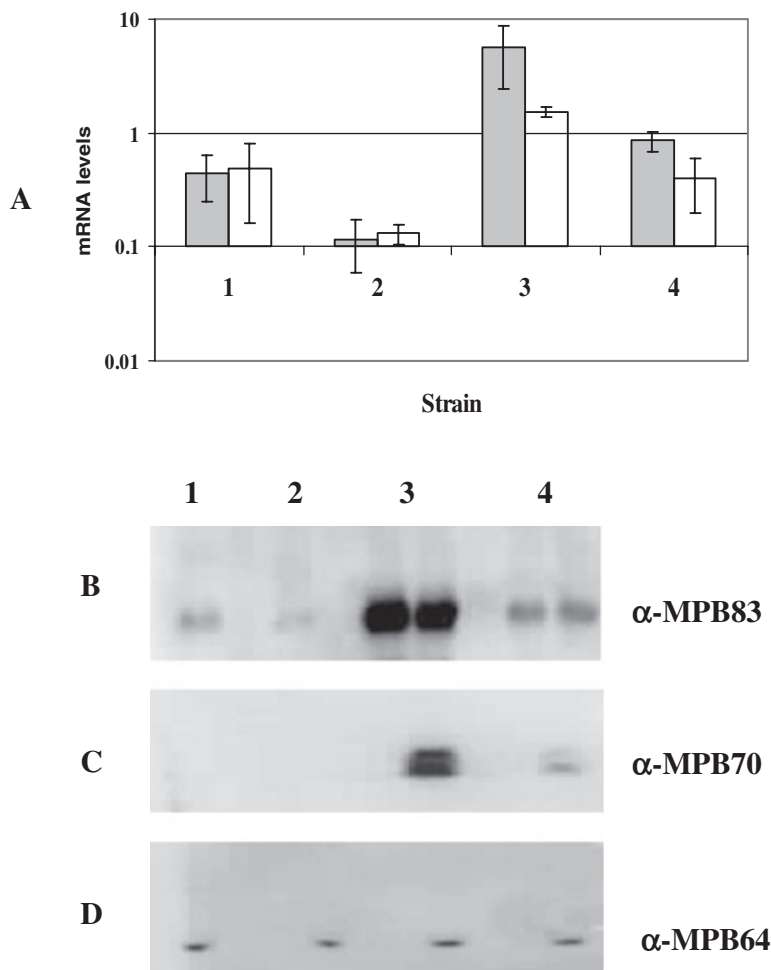 10
1
0.1
0.01
A
mRNA levels
1 2 3 4
Strain
1 2 3 4
B
α-MPB83
C
α-MPB70
D
α-MPB64